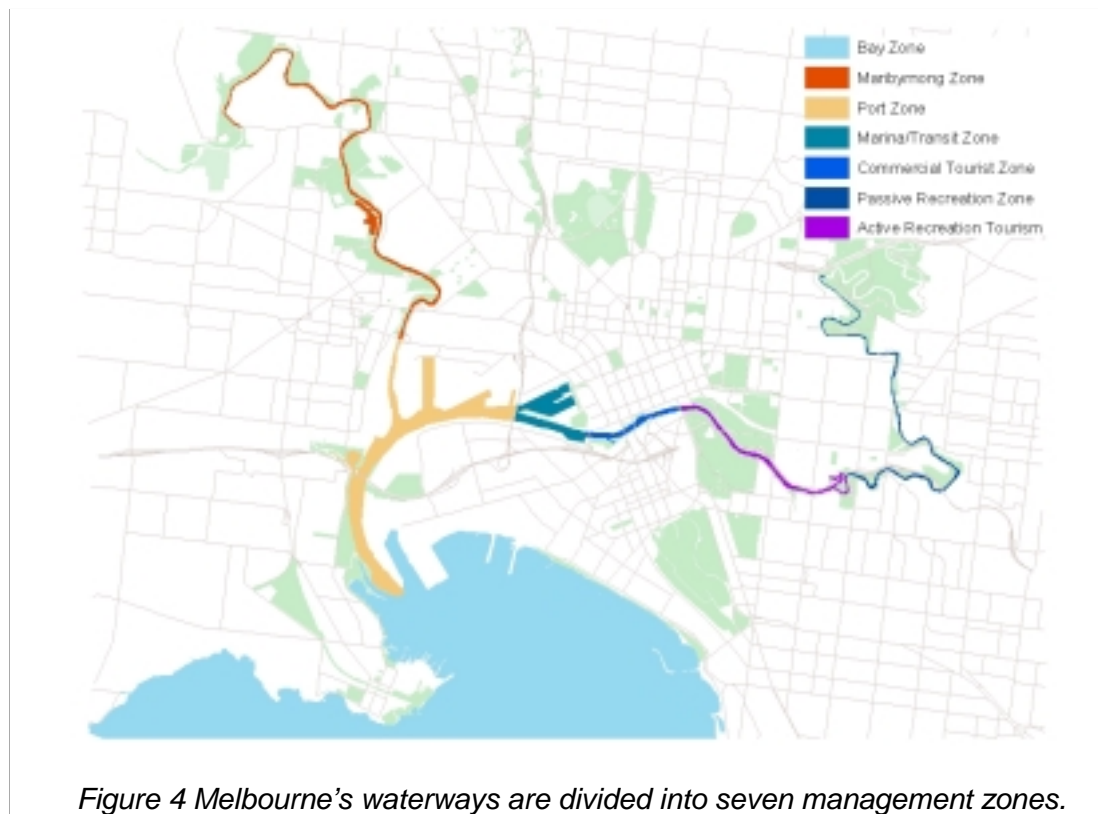 Bay Zone
Maribyrnong Zone
Port Zone
Marina/Transit Zone
Commercial Tourist Zone
Passive Recreation Zone
Active Recreation Tourism
Figure 4 Melbourne’s waterways are divided into seven management zones.